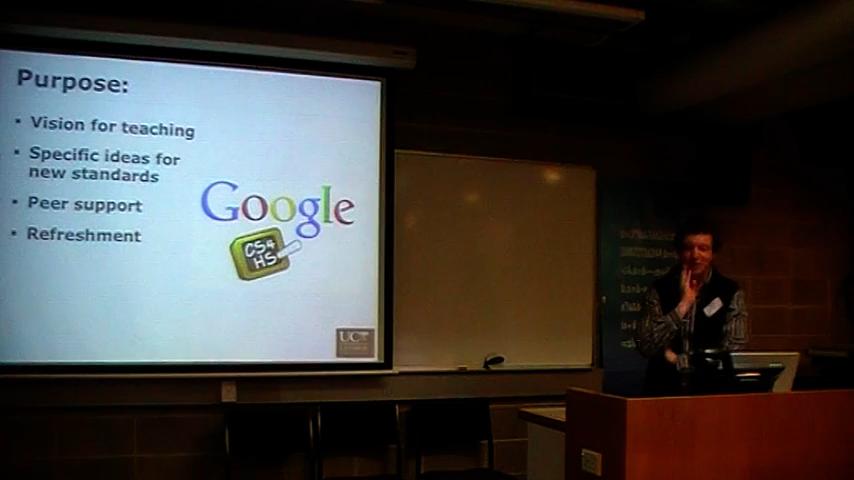 Purpose:
Vision for teaching
Specific ideas for
new standards
Peer support
Refreshment
Google
CS4
HS
UC